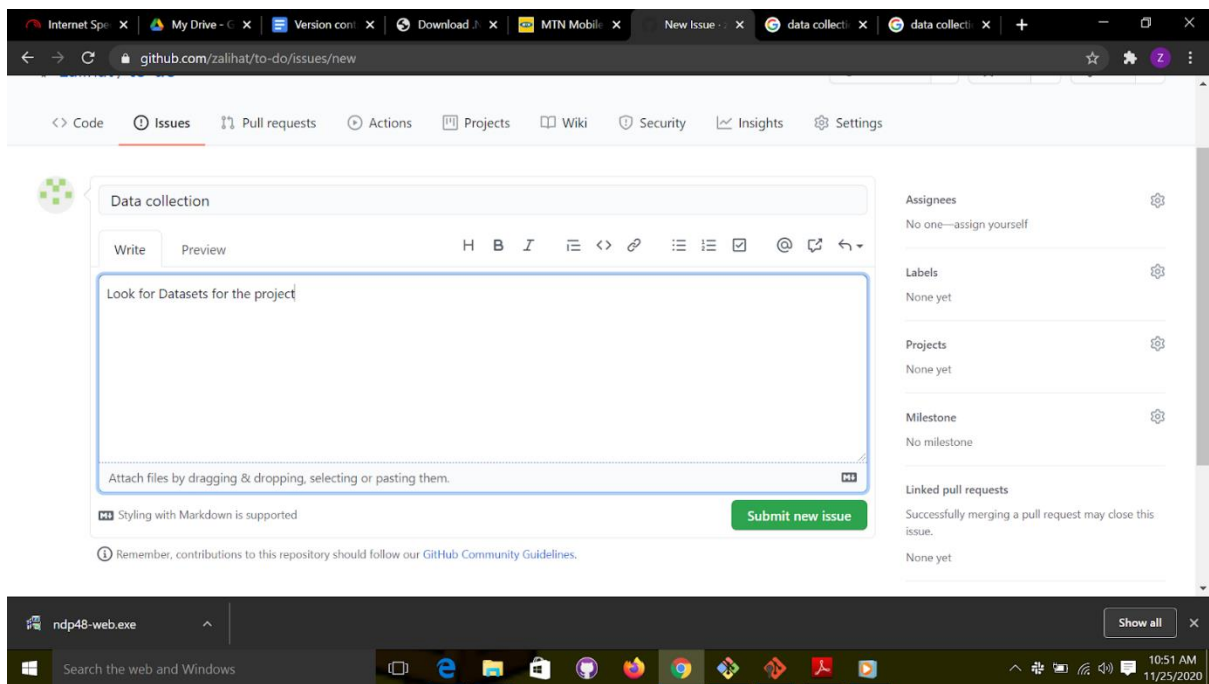 Internet Spe
My Drive - G
Version cont
Download .N
MTN Mobile
New Issue · z
data collecti
data collecti
github.com/zalihat/to-do/issues/new
Z
<> Code
Issues
Pull requests
Actions
Projects
Wiki
Security
Insights
Settings
Data collection
Write Preview
H B I
Look for Datasets for the project
Attach files by dragging & dropping, selecting or pasting them.
Styling with Markdown is supported
Submit new issue
Remember, contributions to this repository should follow our GitHub Community Guidelines.
Assignees
No one—assign yourself
Labels
None yet
Projects
None yet
Milestone
No milestone
Linked pull requests
Successfully merging a pull request may close this
issue.
None yet
ndp48-web.exe
Show all
Search the web and Windows
10:51 AM
11/25/2020